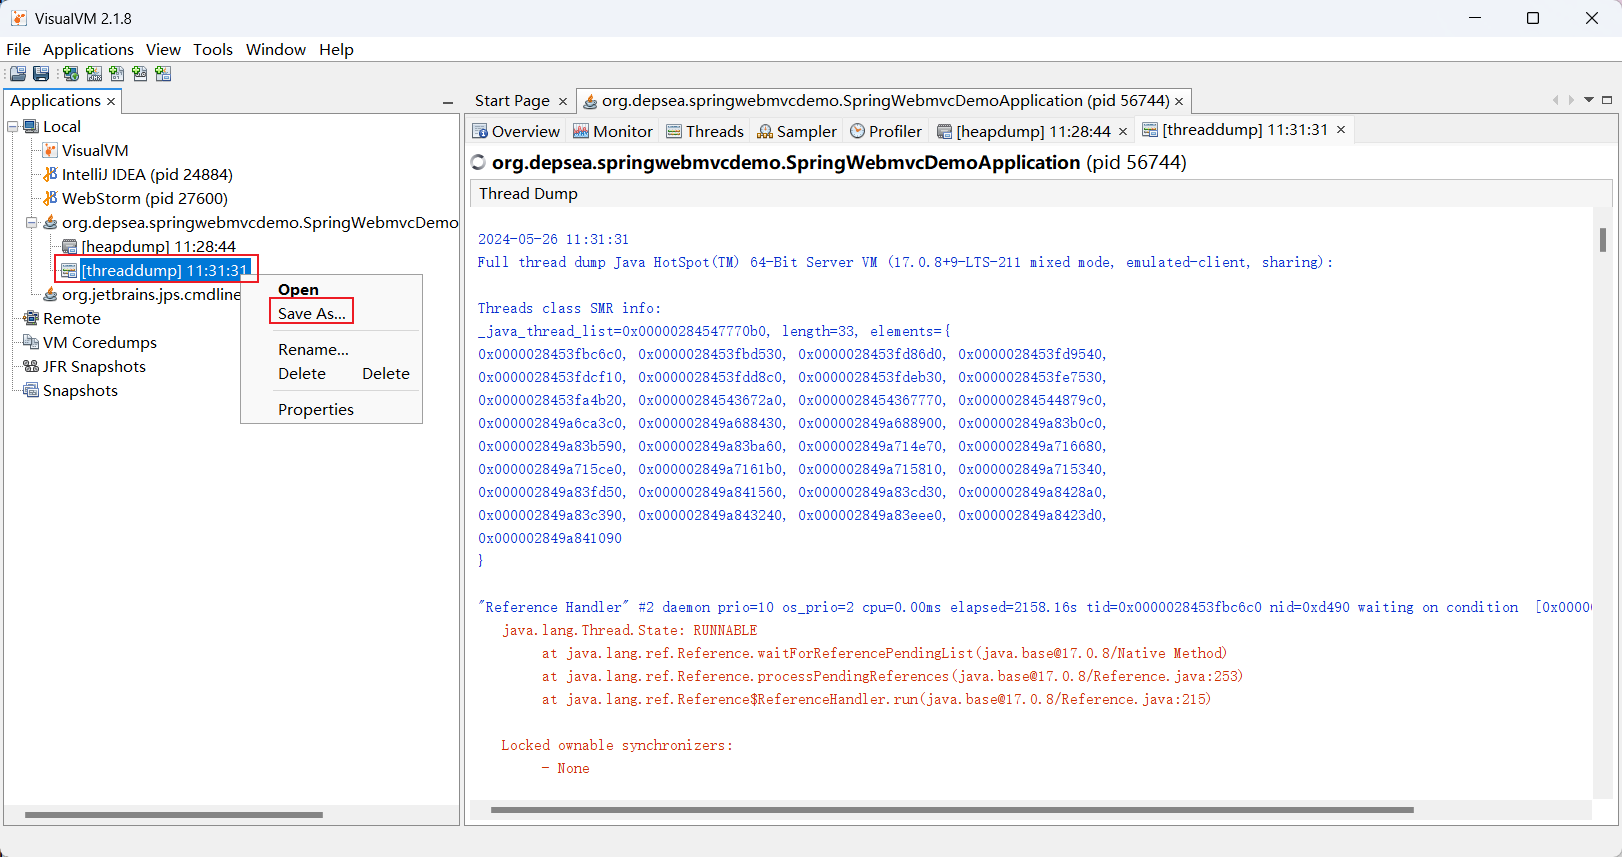 VisualVM 2.1.8
File Applications View Tools Window Help
Applications
Start Page
org.depsea.springwebmvcdemo.SpringWebmvcDemoApplication (pid 56744)
Local
VisualVM
IntelliJ IDEA (pid 24884)
WebStorm (pid 27600)
org.depsea.springwebmvcdemo.SpringWebmvcDemo
[heapdump] 11:28:44
[threaddump] 11:31:31
org.jetbrains.jps.cmdline
Remote
VM Coredumps
JFR Snapshots
Snapshots
Open
Save As...
Rename...
Delete Delete
Properties
Overview Monitor Threads Sampler Profiler [heapdump] 11:28:44 [threaddump] 11:31:31
org.depsea.springwebmvcdemo.SpringWebmvcDemoApplication (pid 56744)
Thread Dump
2024-05-26 11:31:31
Full thread dump Java HotSpot(TM) 64-Bit Server VM (17.0.8+9-LTS-211 mixed mode, emulated-client, sharing):
Threads class SMR info:
_java_thread_list=0x00000284547770b0, length=33, elements={
0x0000028453fbc6c0, 0x0000028453fbd530, 0x0000028453fd86d0, 0x0000028453fd9540,
0x0000028453fdcf10, 0x0000028453fdd8c0, 0x0000028453fdeb30, 0x0000028453fe7530,
0x0000028453fa4b20, 0x00000284543672a0, 0x0000028454367770, 0x00000284544879c0,
0x000002849a6ca3c0, 0x000002849a688430, 0x000002849a688900, 0x000002849a83b0c0,
0x000002849a83b590, 0x000002849a83ba60, 0x000002849a714e70, 0x000002849a716680,
0x000002849a715ce0, 0x000002849a7161b0, 0x000002849a715810, 0x000002849a715340,
0x000002849a83fd50, 0x000002849a841560, 0x000002849a83cd30, 0x000002849a8428a0,
0x000002849a83c390, 0x000002849a843240, 0x000002849a83eee0, 0x000002849a8423d0,
0x000002849a841090
}
"Reference Handler" #2 daemon prio=10 os_prio=2 cpu=0.00ms elapsed=2158.16s tid=0x0000028453fbc6c0 nid=0xd490 waiting on condition [0x0000
java.lang.Thread.State: RUNNABLE
at java.lang.ref.Reference.waitForReferencePendingList(java.base@17.0.8/Native Method)
at java.lang.ref.Reference.processPendingReferences(java.base@17.0.8/Reference.java:253)
at java.lang.ref.Reference$ReferenceHandler.run(java.base@17.0.8/Reference.java:215)
Locked ownable synchronizers:
- None